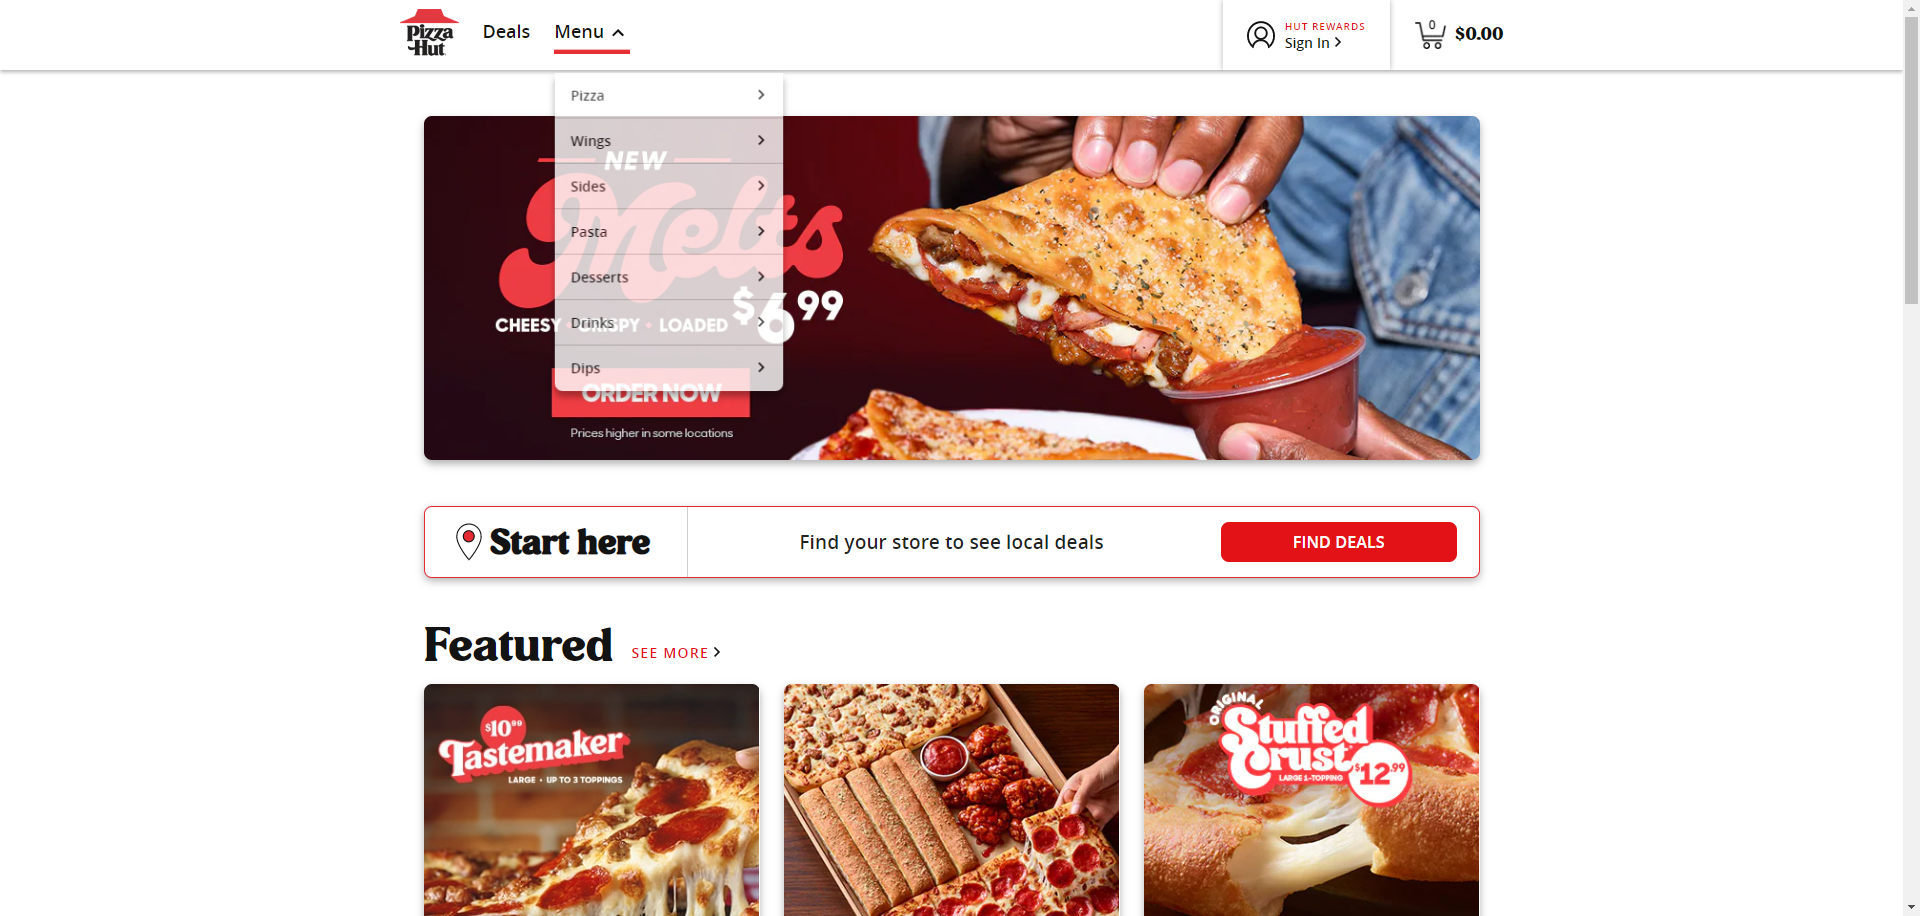 Pizza
Hut
Deals
Menu
HUT REWARDS
Sign In
0
$0.00
Pizza
Wings
Sides
Pasta
Desserts
Drinks
Dips
NEW
Melts
CHEESY • CRISPY • LOADED
$6.99
ORDER NOW
Prices higher in some locations
Start here
Find your store to see local deals
FIND DEALS
Featured
SEE MORE
$10.99
Tastemaker
LARGE • UP TO 3 TOPPINGS
ORIGINAL
Stuffed
Crust
LARGE 1-TOPPING
$12.99